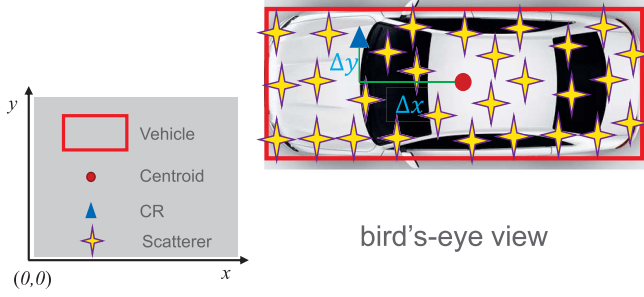 Δy
Δx
y
Vehicle
Centroid
CR
Scatterer
(0,0)
x
bird's-eye view